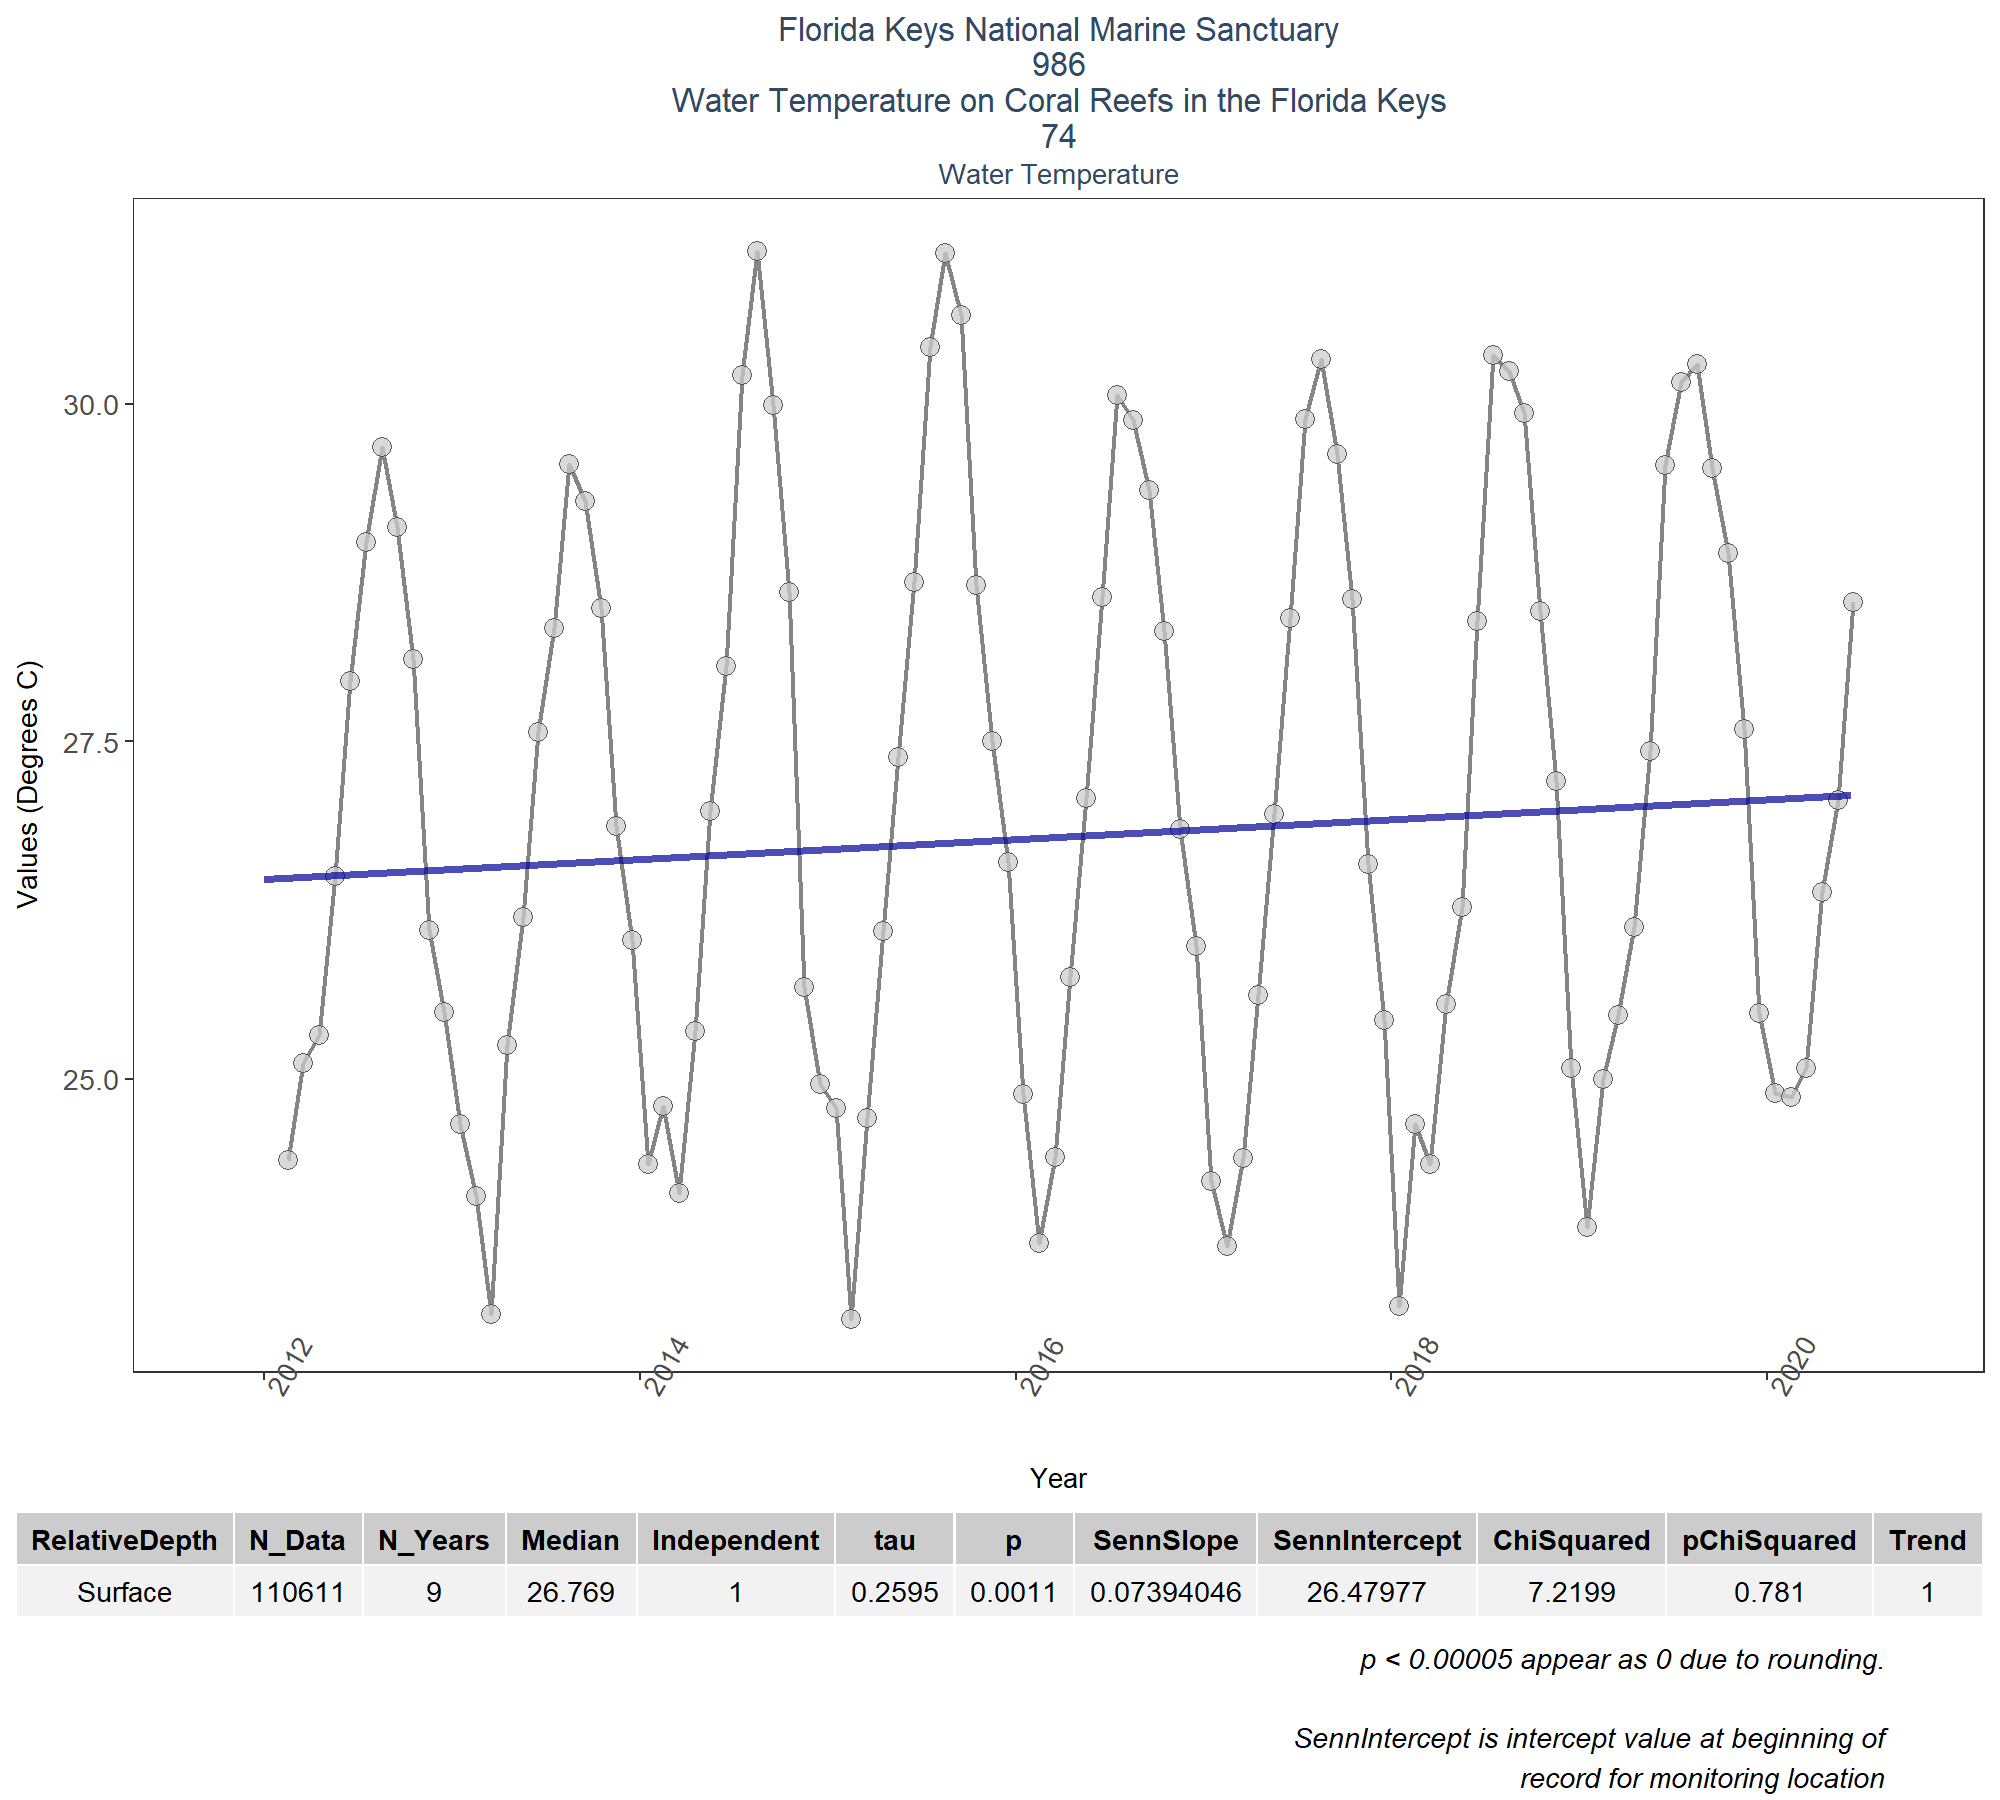 Florida Keys National Marine Sanctuary
986
Water Temperature on Coral Reefs in the Florida Keys
74
Water Temperature
Values (Degrees C)
30.0
27.5
25.0
2012
2014
2016
2018
2020
Year
RelativeDepth N_Data N_Years Median Independent tau p SennSlope SennIntercept ChiSquared pChiSquared Trend
Surface 110611 9 26.769 1 0.2595 0.0011 0.07394046 26.47977 7.2199 0.781 1
p < 0.00005 appear as 0 due to rounding.
SennIntercept is intercept value at beginning of
record for monitoring location